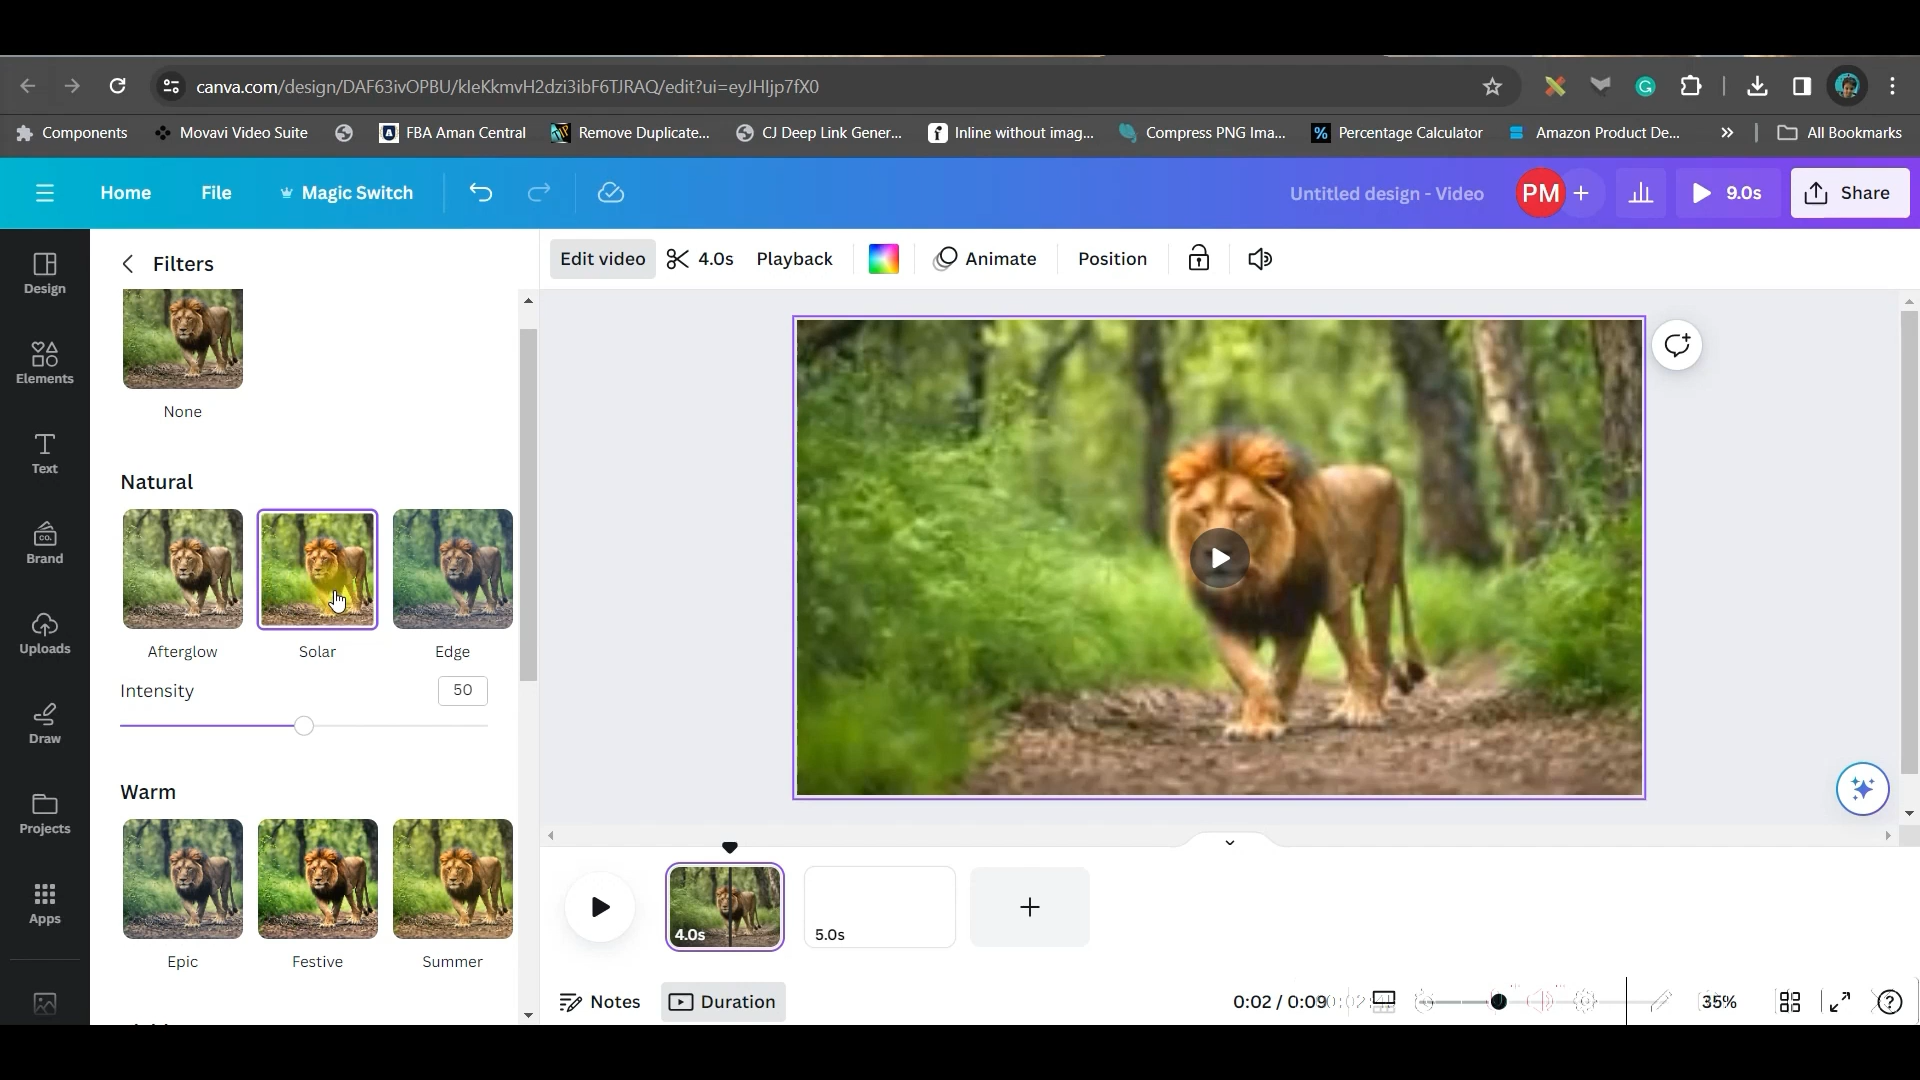 canva.com/design/DAF63ivOPBU/kleKkmvH2dzi3ibF6TJRAQ/edit?ui=eyJHIjp7fX0
Components Movavi Video Suite FBA Aman Central Remove Duplicate... CJ Deep Link Gener... Inline without imag... Compress PNG Ima... Percentage Calculator Amazon Product De... » All Bookmarks
Home File Magic Switch Untitled design - Video PM + 9.0s Share
Filters
Edit video 4.0s Playback Animate Position
Design
Elements
Text
Brand
Uploads
Draw
Projects
Apps
None
Natural
Afterglow Solar Edge
Intensity 50
Warm
Epic Festive Summer
4.0s 5.0s
Notes Duration 0:02 / 0:09 35%